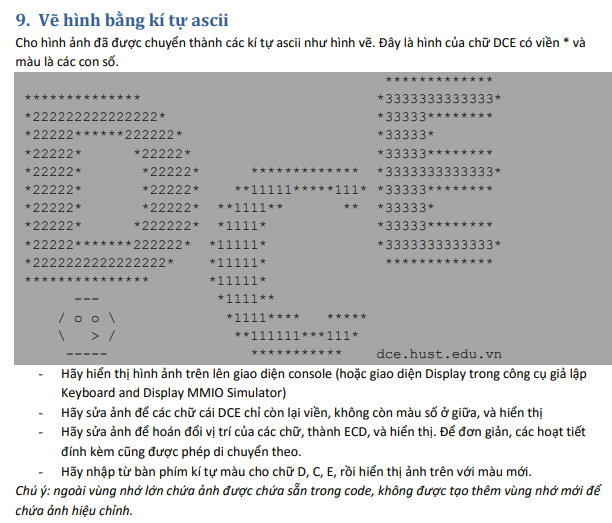 9. Vẽ hình bằng kí tự ascii
Cho hình ảnh đã được chuyển thành các kí tự ascii như hình vẽ. Đây là hình của chữ DCE có viền * và
màu là các con số.
                                           *************
**************                            *3333333333333*
*222222222222222*                         *33333********
*22222******222222*                       *33333*
*22222*      *22222*                      *33333********
*22222*       *22222*      *************  *3333333333333*
*22222*       *22222*    **11111*****111* *33333********
*22222*       *22222*  **1111**       **  *33333*
*22222*      *222222*  *1111*             *33333********
*22222*******222222*  *11111*             *3333333333333*
*2222222222222222*    *11111*              *************
***************       *11111*
      ---              *1111**
    / o o \             *1111****   *****
    \   > /              **111111***111*
     -----                 ***********    dce.hust.edu.vn
- Hãy hiển thị hình ảnh trên lên giao diện console (hoặc giao diện Display trong công cụ giả lập
Keyboard and Display MMIO Simulator)
- Hãy sửa ảnh để các chữ cái DCE chỉ còn lại viền, không còn màu số ở giữa, và hiển thị
- Hãy sửa ảnh để hoán đổi vị trí của các chữ, thành ECD, và hiển thị. Để đơn giản, các hoạt tiết
đính kèm cũng được phép di chuyển theo.
- Hãy nhập từ bàn phím kí tự màu cho chữ D, C, E, rồi hiển thị ảnh trên với màu mới.
Chú ý: ngoài vùng nhớ lớn chứa ảnh được chứa sẵn trong code, không được tạo thêm vùng nhớ mới để
chứa ảnh hiệu chỉnh.